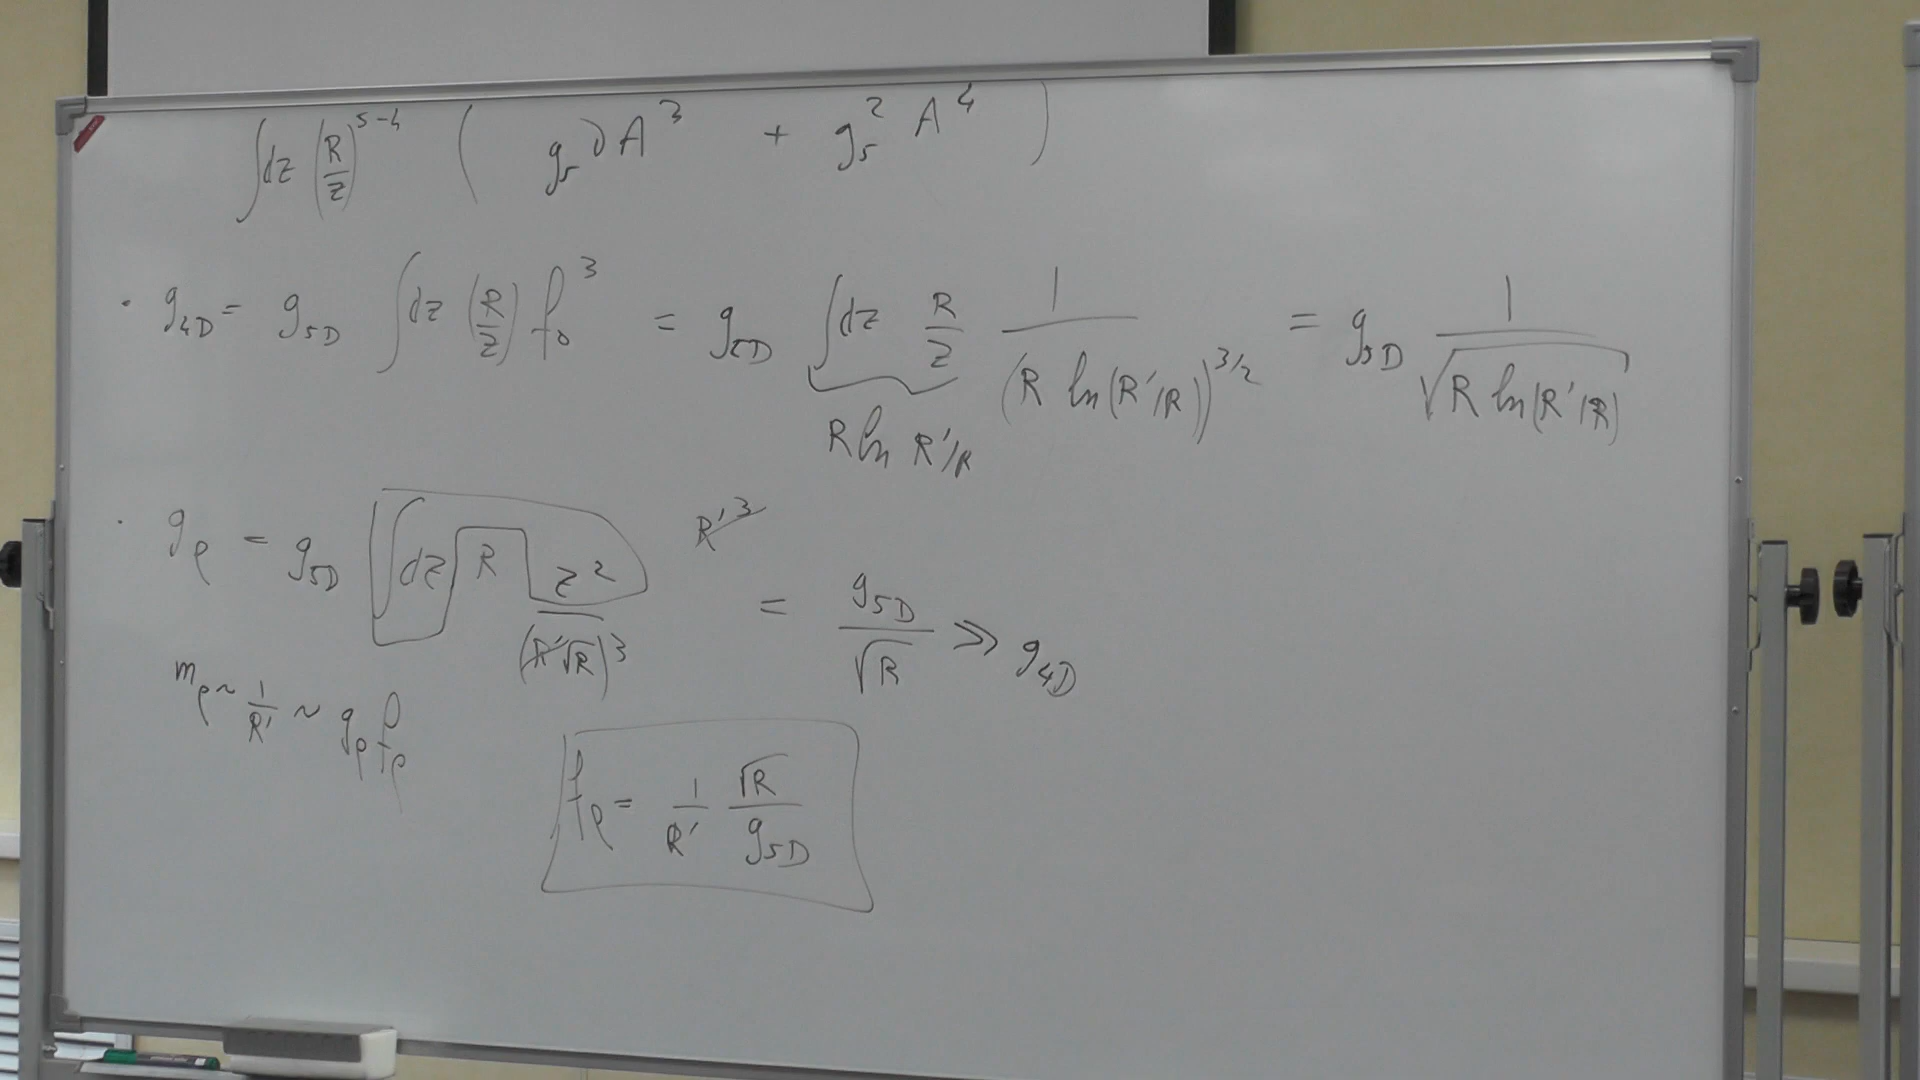 ∫dz (R/z)^{5-4} ( g_5 ∂A^3 + g_5^2 A^4 )
· g_{4D} = g_{5D} ∫dz (R/z) f_0^3 = g_{5D} ∫dz R/z 1/(R ln(R'/R))^{3/2} = g_{5D} 1/√(R ln(R'/R))
R ln R'/R
· g_ρ = g_{5D} ∫dz R z^2/(R'√R)^3 R'^3 = g_{5D}/√R ≫ g_{4D}
m_ρ ~ 1/R' ~ g_ρ f_ρ
f_ρ = 1/R' √R/g_{5D}